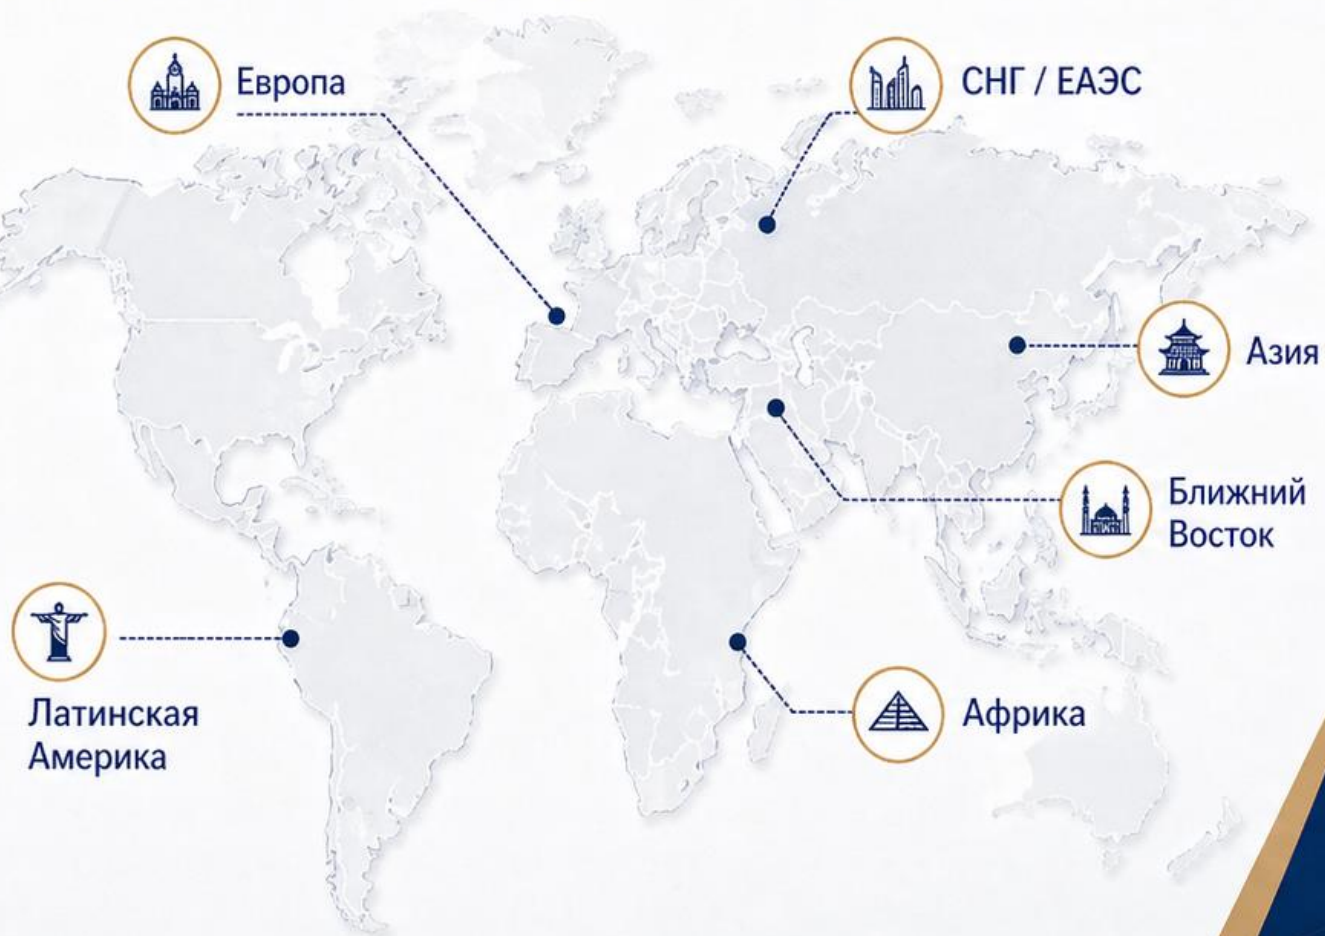 Европа
СНГ / ЕАЭС
Азия
Ближний
Восток
Латинская
Америка
Африка